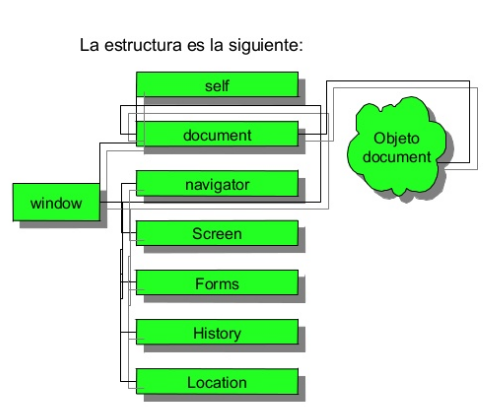 La estructura es la siguiente:
self
document
Objeto
document
navigator
window
Screen
Forms
History
Location